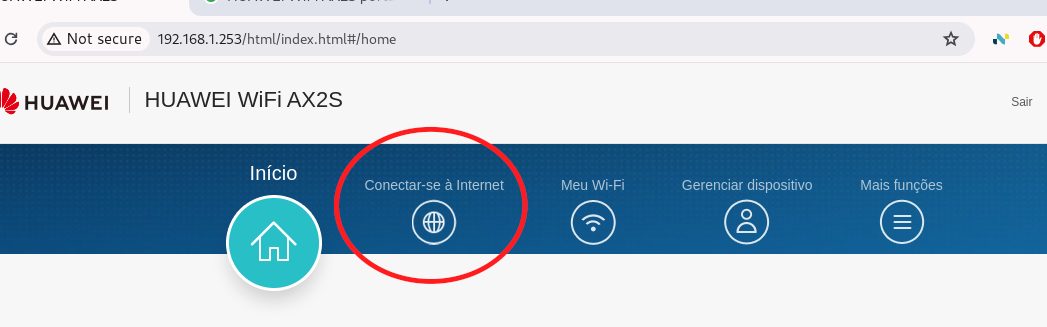 Not secure 192.168.1.253/html/index.html#/home
HUAWEI HUAWEI WiFi AX2S
Sair
Início
Conectar-se à Internet
Meu Wi-Fi
Gerenciar dispositivo
Mais funções